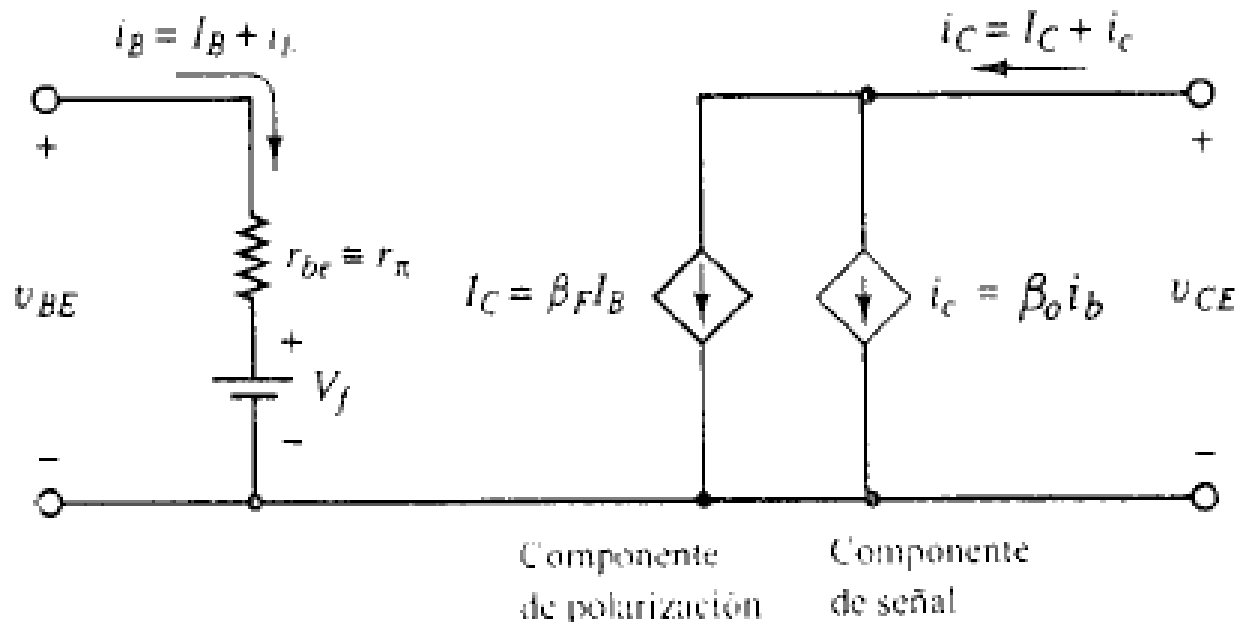 i_B = I_B + i
i_C = I_C + i_c
+
+
r_be ≡ r_π
v_BE
+
V_f
−
I_C = β_F I_B
i_c = β_o i_b
v_CE
−
−
Componente
de polarización
Componente
de señal